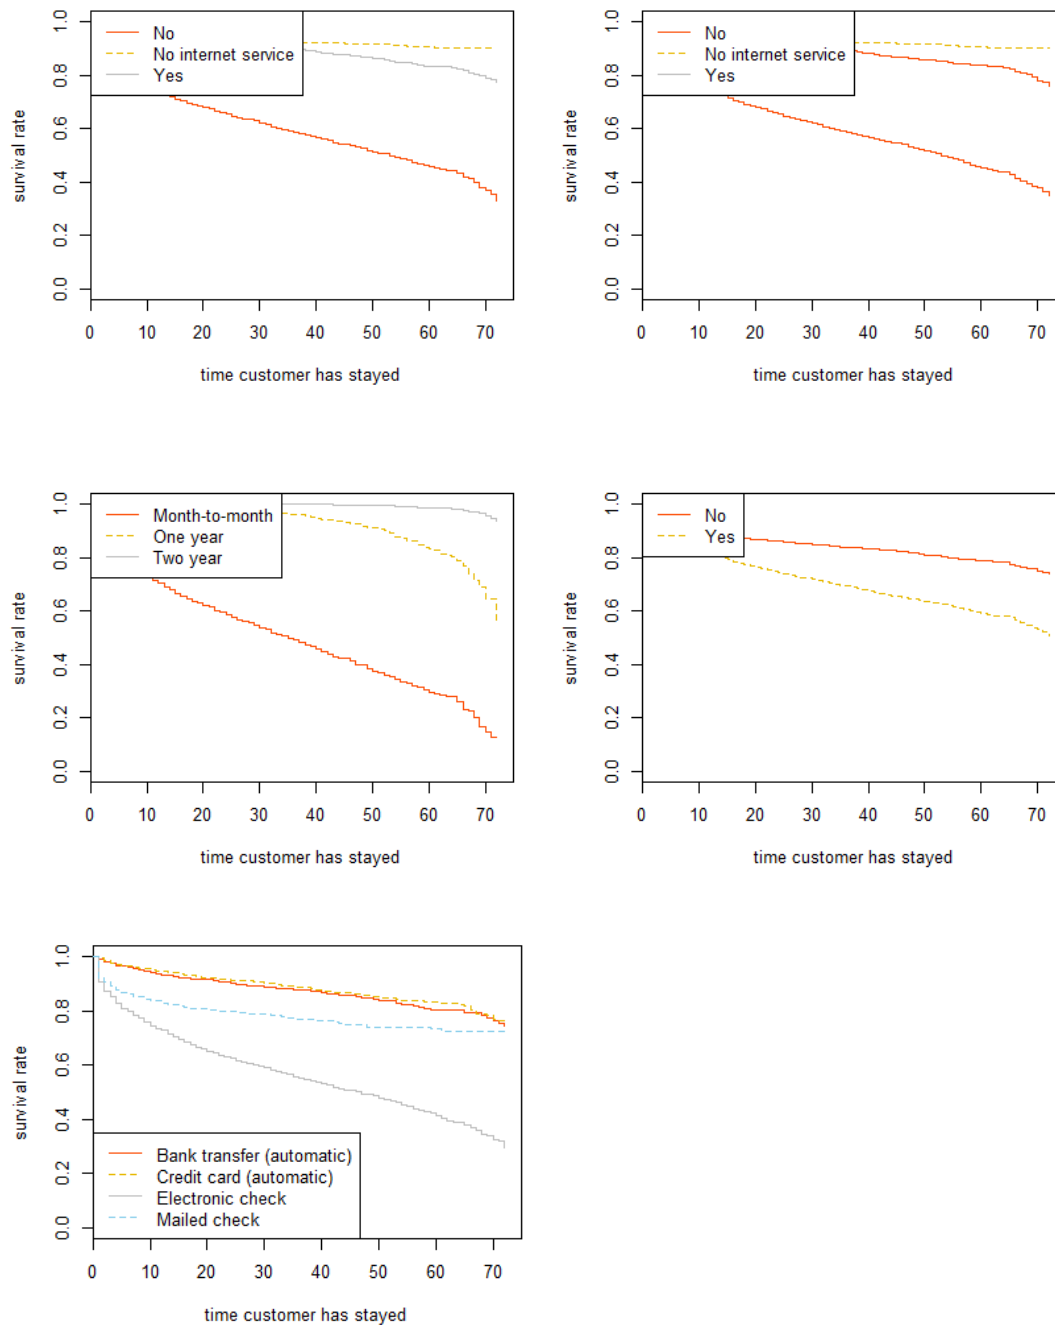 No
No internet service
Yes
survival rate
1.0
0.8
0.6
0.4
0.2
0.0
0 10 20 30 40 50 60 70
time customer has stayed
No
No internet service
Yes
survival rate
1.0
0.8
0.6
0.4
0.2
0.0
0 10 20 30 40 50 60 70
time customer has stayed
Month-to-month
One year
Two year
survival rate
1.0
0.8
0.6
0.4
0.2
0.0
0 10 20 30 40 50 60 70
time customer has stayed
No
Yes
survival rate
1.0
0.8
0.6
0.4
0.2
0.0
0 10 20 30 40 50 60 70
time customer has stayed
survival rate
1.0
0.8
0.6
0.4
0.2
0.0
Bank transfer (automatic)
Credit card (automatic)
Electronic check
Mailed check
0 10 20 30 40 50 60 70
time customer has stayed